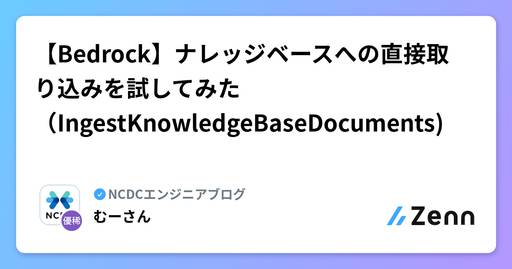 【Bedrock】ナレッジベースへの直接取
り込みを試してみた
（IngestKnowledgeBaseDocuments)
NCDCエンジニアブログ
むーさん
NC
優稀
Zenn